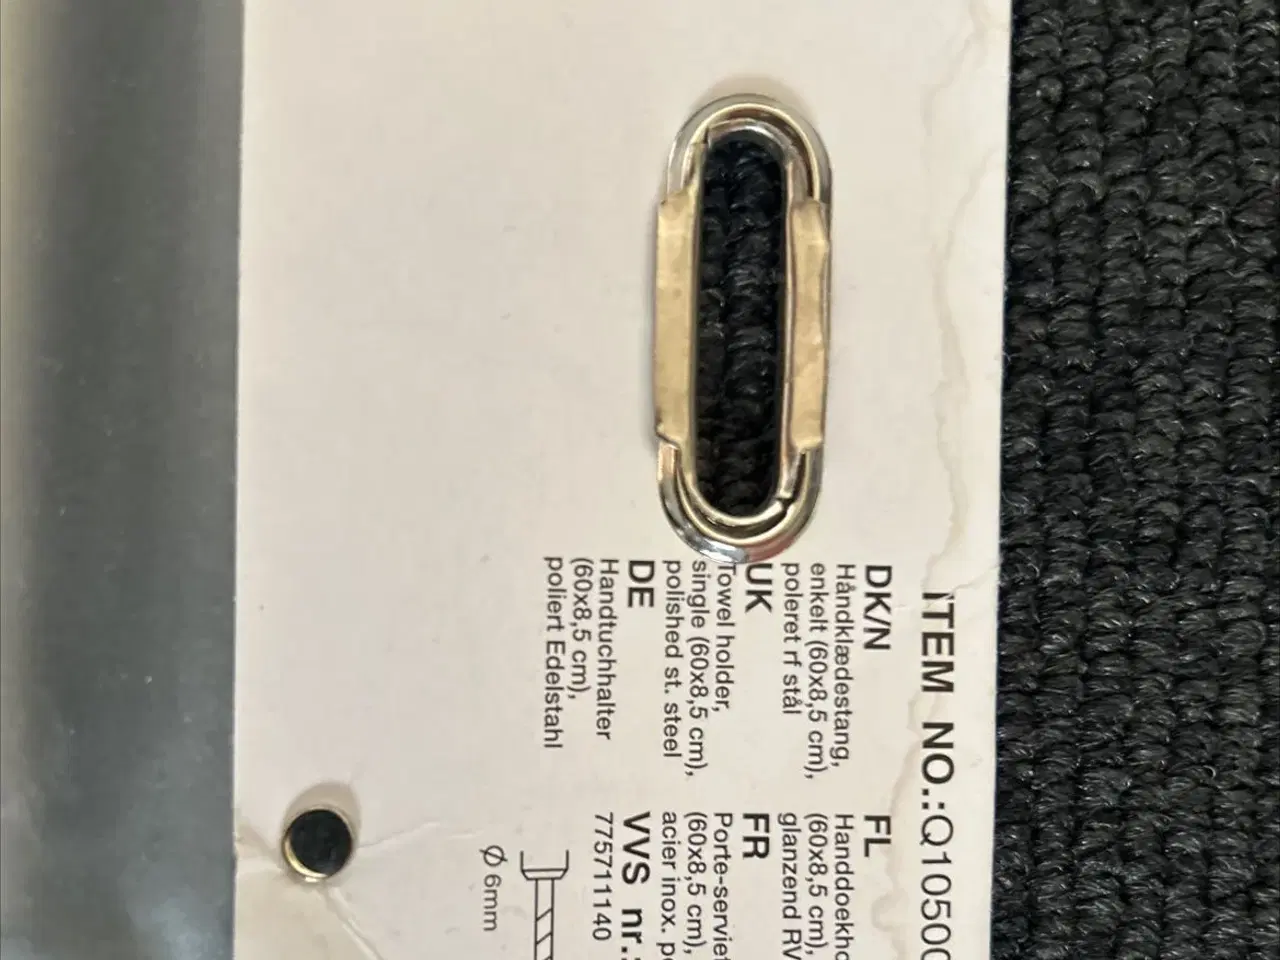 ITEM NO.:Q10500
DK/N
Håndklædestang,
enkelt (60x8,5 cm),
poleret rf stål
UK
Towel holder,
single (60x8,5 cm),
polished st. steel
DE
Handtuchhalter
(60x8,5 cm),
poliert Edelstahl
FL
(60x8,5 cm),
glanzend RV
FR
(60x8,5 cm),
acier inox.
VVS nr.:
775711140
Ø 6mm